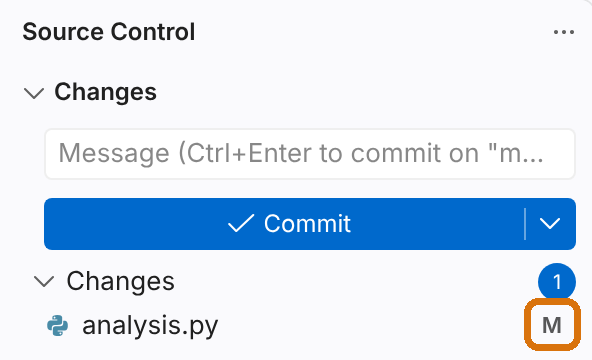 Source Control
Changes
Message (Ctrl+Enter to commit on "m...
Commit
Changes 1
analysis.py M